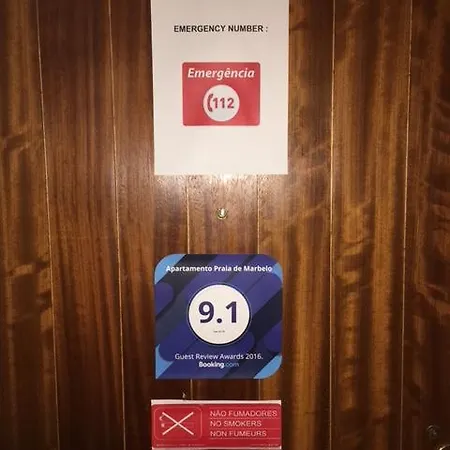 EMERGENCY NUMBER :
Emergência
112
Apartamento Praia de Marbelo
9.1
Guest Review Awards 2016.
Booking.com
NÃO FUMADORES
NO SMOKERS
NON FUMEURS